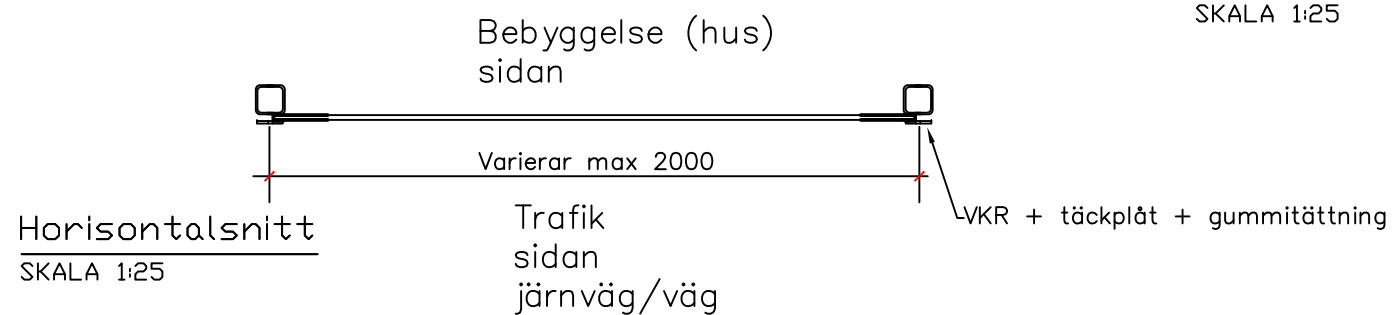 SKALA 1:25
Bebyggelse (hus)
sidan
Varierar max 2000
VKR + täckplåt + gummitättning
Horisontalsnitt
SKALA 1:25
Trafik
sidan
järnväg/väg